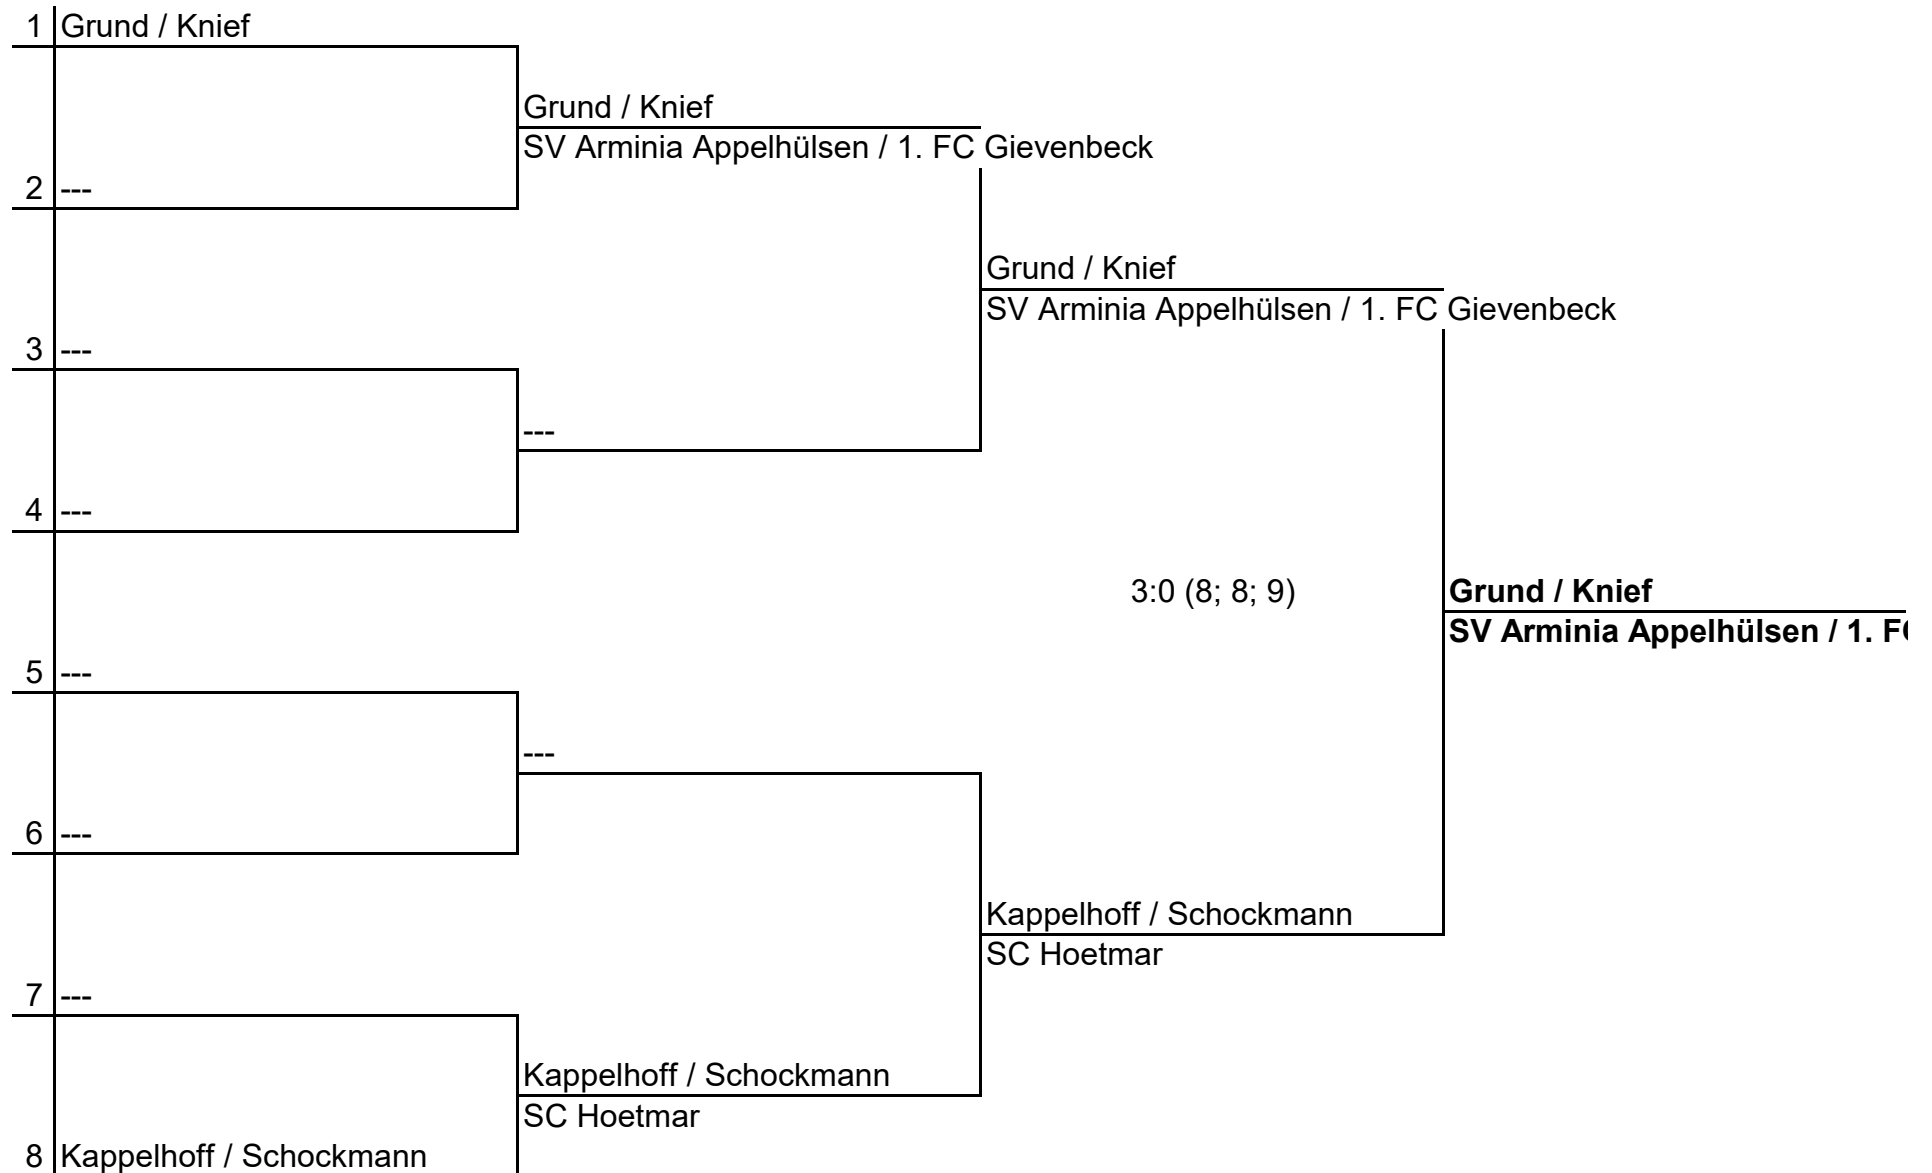 1 Grund / Knief
Grund / Knief
SV Arminia Appelhülsen / 1. FC Gievenbeck
2 ---
Grund / Knief
SV Arminia Appelhülsen / 1. FC Gievenbeck
3 ---
---
4 ---
3:0 (8; 8; 9)
Grund / Knief
SV Arminia Appelhülsen / 1. F
5 ---
---
6 ---
Kappelhoff / Schockmann
SC Hoetmar
7 ---
Kappelhoff / Schockmann
SC Hoetmar
8 Kappelhoff / Schockmann